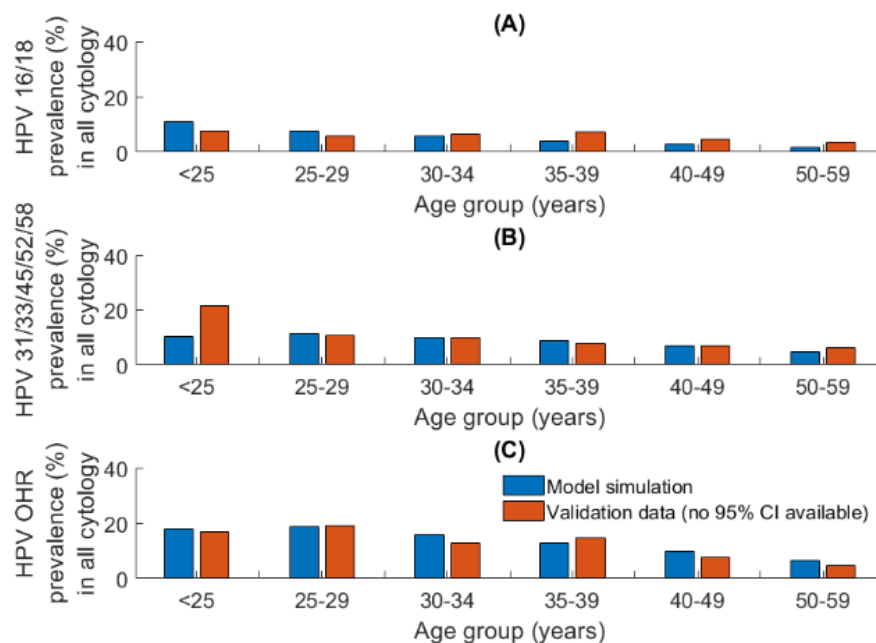 (A)
HPV 16/18
prevalence (%)
in all cytology
40
20
0
<25 25-29 30-34 35-39 40-49 50-59
Age group (years)
(B)
HPV 31/33/45/52/58
prevalence (%)
in all cytology
40
20
0
<25 25-29 30-34 35-39 40-49 50-59
Age group (years)
(C)
HPV OHR
prevalence (%)
in all cytology
40
20
0
Model simulation
Validation data (no 95% CI available)
<25 25-29 30-34 35-39 40-49 50-59
Age group (years)